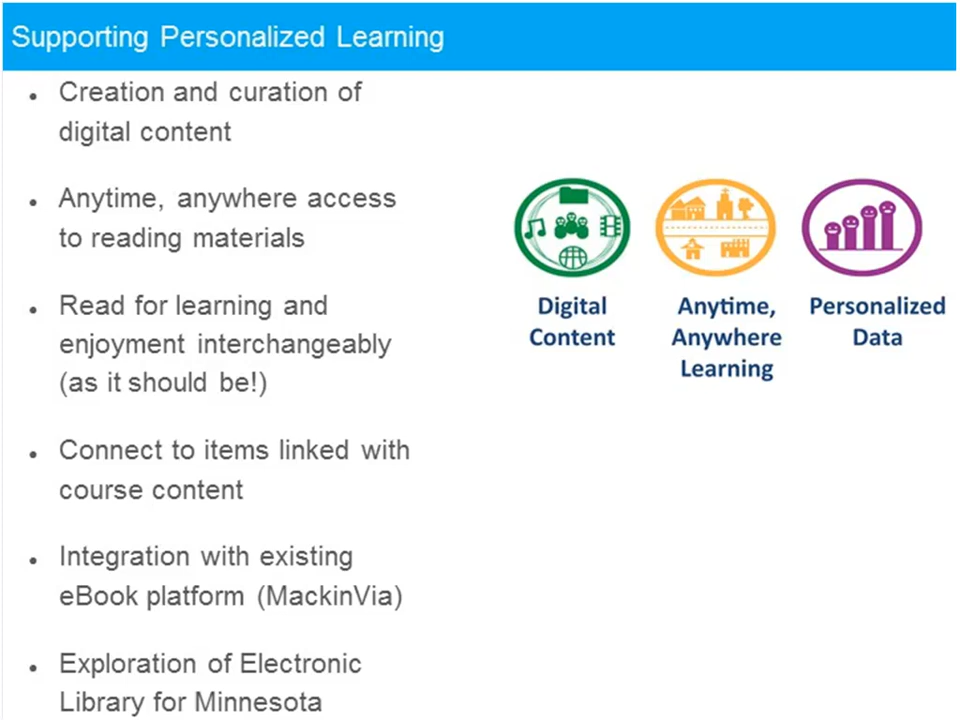 Supporting Personalized Learning
• Creation and curation of
digital content
• Anytime, anywhere access
to reading materials
• Read for learning and
enjoyment interchangeably
(as it should be!)
• Connect to items linked with
course content
• Integration with existing
eBook platform (MackinVia)
• Exploration of Electronic
Library for Minnesota
Digital
Content
Anytime,
Anywhere
Learning
Personalized
Data